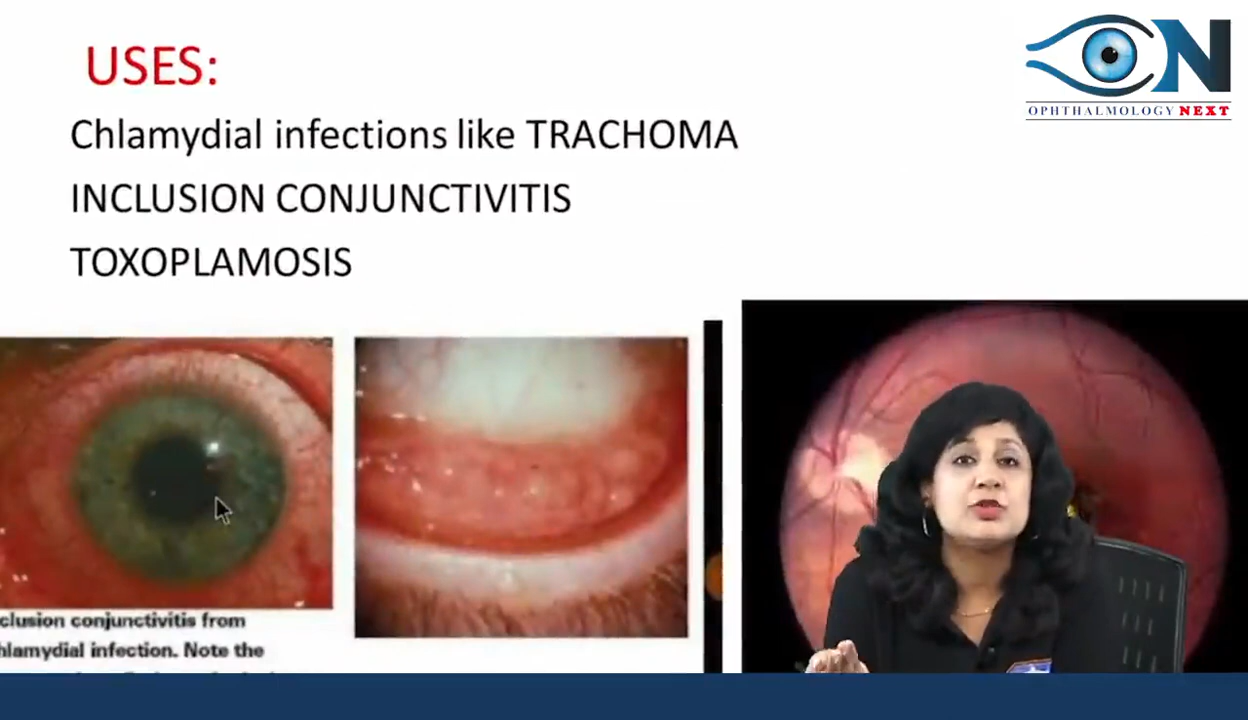 USES:
OPHTHALMOLOGY NEXT
Chlamydial infections like TRACHOMA
INCLUSION CONJUNCTIVITIS
TOXOPLAMOSIS
clusion conjunctivitis from
hlamydial infection. Note the